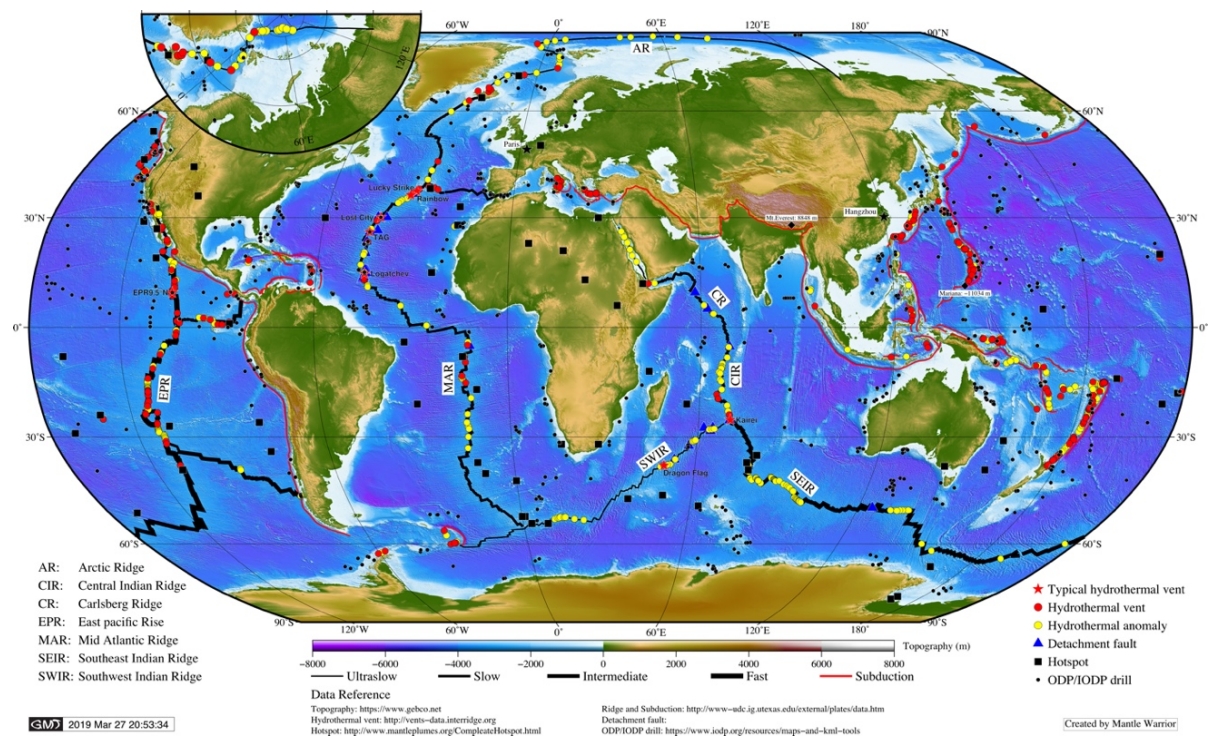 60°W 0° 60°E 120°E 180° 90°N
120°E
0°
60°E
AR
60°N 60°N
Paris
Lucky Stike
Rainbow
Lost City
TAG
Logatchev
30°N 30°N
Mt.Everest: 8848 m
Hangzhou
EPR9.5°N
Mariana: −11034 m
CR
0° 0°
EPR
MAR
CIR
Kairei
30°S 30°S
SWIR
Dragon Flag
SEIR
60°S 60°S
AR: Arctic Ridge
CIR: Central Indian Ridge
CR: Carlsberg Ridge
EPR: East pacific Rise
MAR: Mid Atlantic Ridge
SEIR: Southeast Indian Ridge
SWIR: Southwest Indian Ridge
Typical hydrothermal vent
Hydrothermal vent
Hydrothermal anomaly
Detachment fault
Hotspot
ODP/IODP drill
90°S 120°W 60°W 0° 60°E 120°E 180° 90°S
Topography (m)
−8000 −6000 −4000 −2000 0 2000 4000 6000 8000
Ultraslow Slow Intermediate Fast Subduction
Data Reference
Topography: https://www.gebco.net
Hydrothermal vent: http://vents-data.interridge.org
Hotspot: http://www.mantleplumes.org/CompleateHotspot.html
Ridge and Subduction: http://www-udc.ig.utexas.edu/external/plates/data.htm
Detachment fault:
ODP/IODP drill: https://www.iodp.org/resources/maps-and-kml-tools
GMT 2019 Mar 27 20:53:34
Created by Mantle Warrior